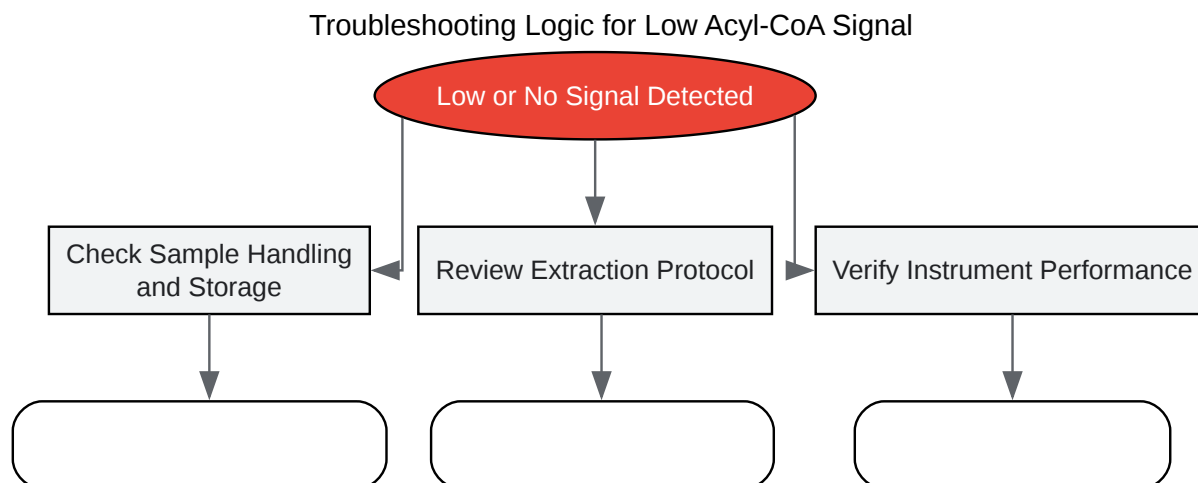 Troubleshooting Logic for Low Acyl-CoA Signal
Low or No Signal Detected
Check Sample Handling
and Storage
Review Extraction Protocol
Verify Instrument Performance